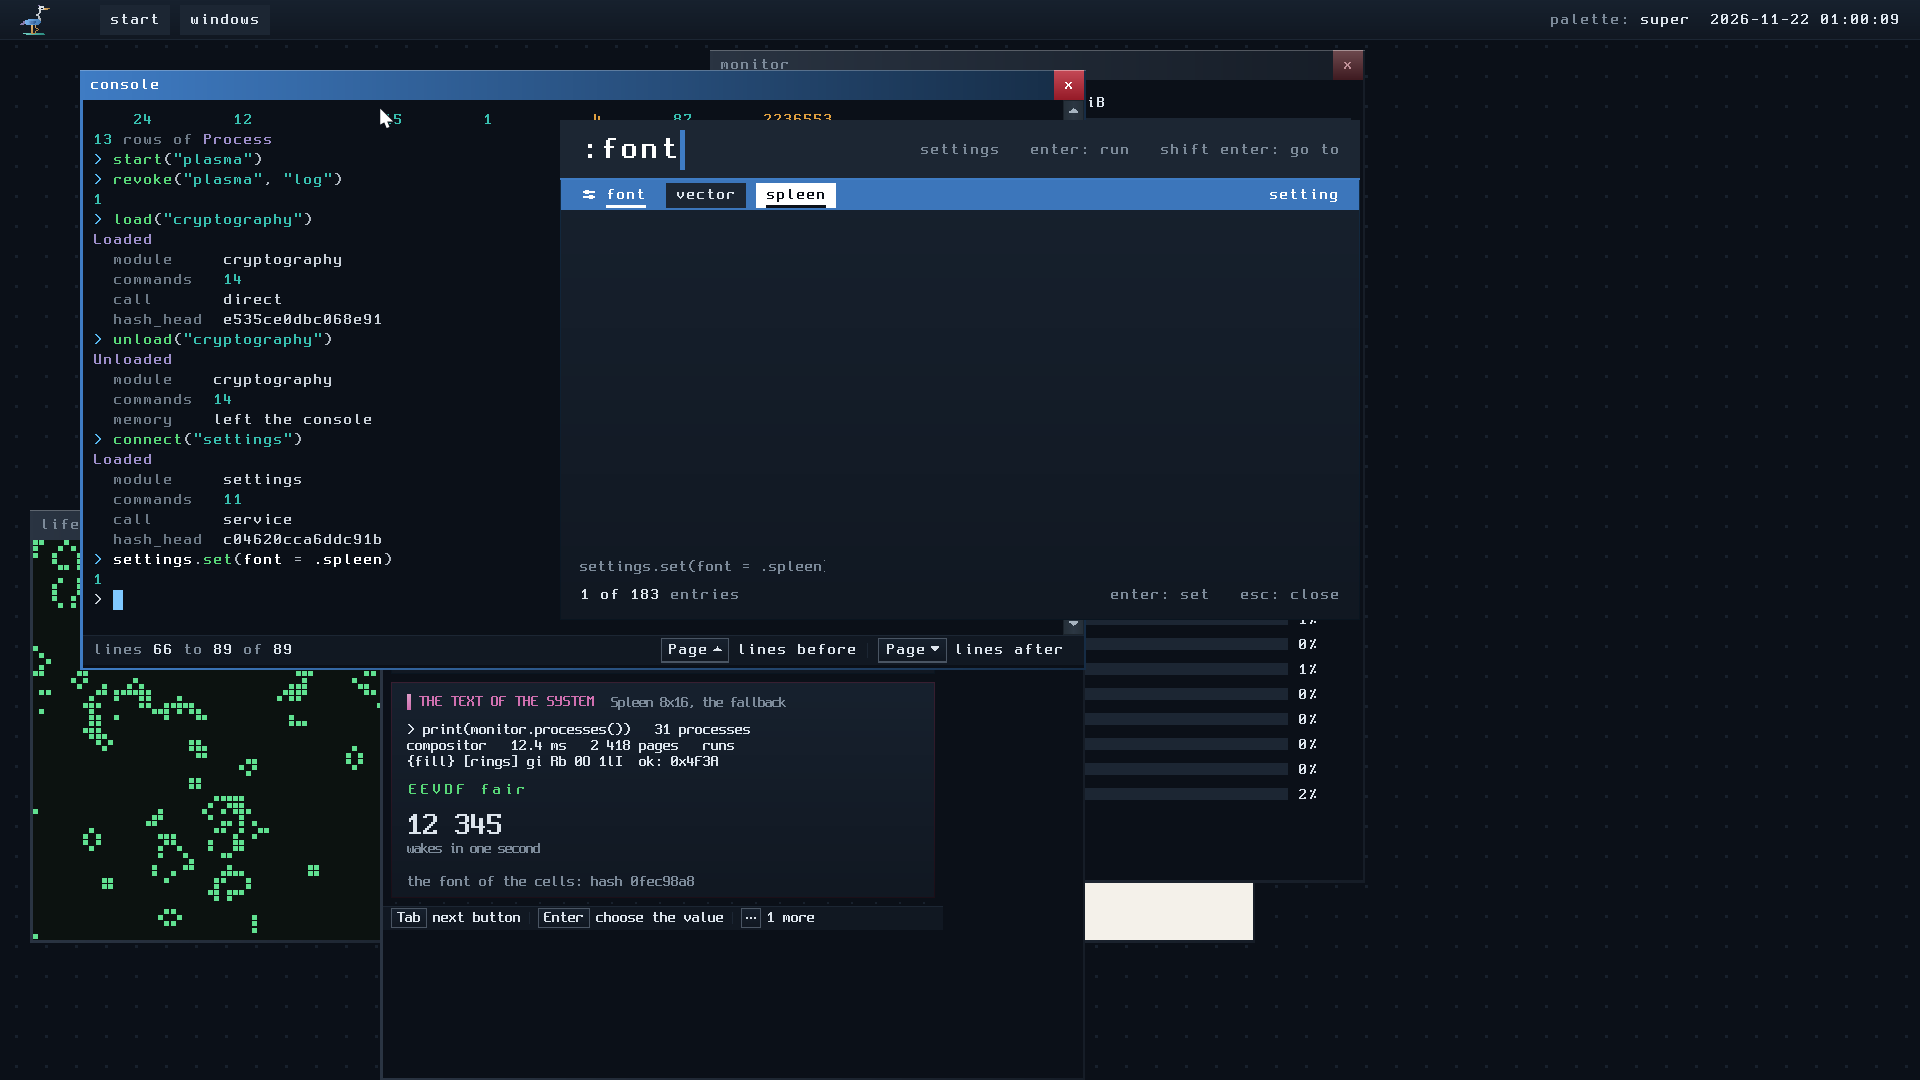 start windows palette: super 2026-11-22 01:00:09
monitor x
console x
iB
24 12 5 1 4 87 2236553
13 rows of Process
> start("plasma")
> revoke("plasma", "log")
1
> load("cryptography")
Loaded
module cryptography
commands 14
call direct
hash_head e535ce0dbc068e91
> unload("cryptography")
Unloaded
module cryptography
commands 14
memory left the console
> connect("settings")
Loaded
module settings
commands 11
call service
hash_head c04620cca6ddc91b
> settings.set(font = .spleen)
1
>
lines 66 to 89 of 89 Page lines before Page lines after
:font settings enter: run shift enter: go to
font vector spleen setting
settings.set(font = .spleen)
1 of 183 entries enter: set esc: close
life
1%
0%
1%
0%
0%
0%
0%
2%
THE TEXT OF THE SYSTEM Spleen 8x16, the fallback
> print(monitor.processes()) 31 processes
compositor 12.4 ms 2 418 pages runs
{fill} [rings] gi Rb 0O 1lI ok: 0x4F3A
EEVDF fair
12 345
wakes in one second
the font of the cells: hash 0fec98a8
Tab next button Enter choose the value ... 1 more